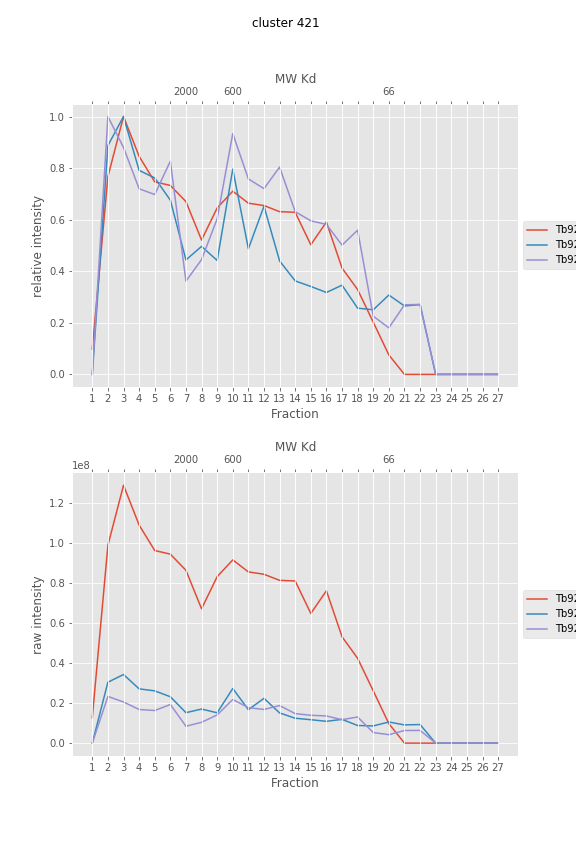 cluster 421
MW Kd
2000 600 66
1.0
0.8
0.6
0.4
0.2
0.0
relative intensity
Tb92
Tb92
Tb92
1 2 3 4 5 6 7 8 9 10 11 12 13 14 15 16 17 18 19 20 21 22 23 24 25 26 27
Fraction
MW Kd
2000 600 66
1e8
1.2
1.0
0.8
0.6
0.4
0.2
0.0
raw intensity
Tb92
Tb92
Tb92
1 2 3 4 5 6 7 8 9 10 11 12 13 14 15 16 17 18 19 20 21 22 23 24 25 26 27
Fraction